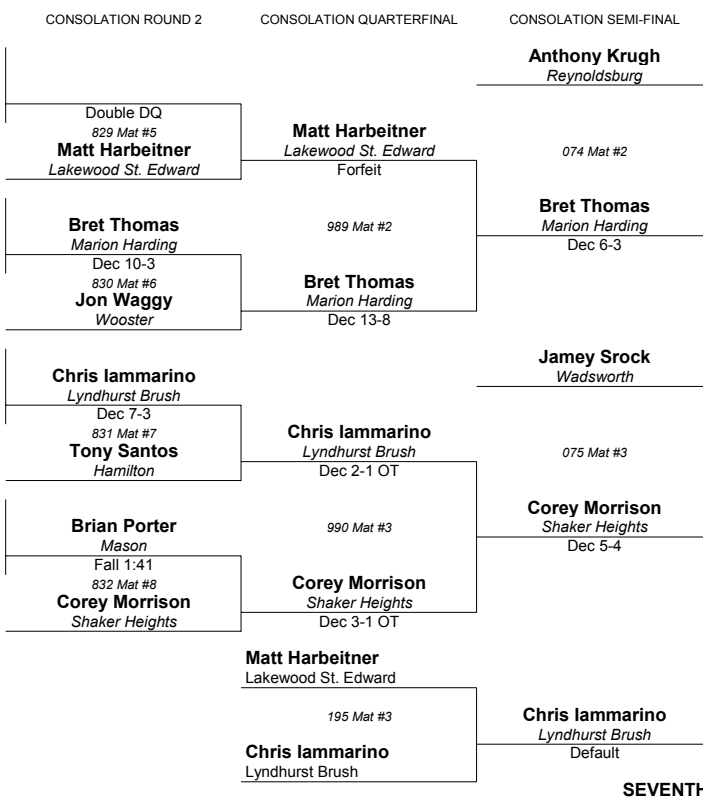 CONSOLATION ROUND 2
CONSOLATION QUARTERFINAL
CONSOLATION SEMI-FINAL
Anthony Krugh
Reynoldsburg
Double DQ
829 Mat #5
Matt Harbeitner
Lakewood St. Edward
Matt Harbeitner
Lakewood St. Edward
Forfeit
074 Mat #2
Bret Thomas
Marion Harding
Dec 10-3
830 Mat #6
Jon Waggy
Wooster
989 Mat #2
Bret Thomas
Marion Harding
Dec 13-8
Bret Thomas
Marion Harding
Dec 6-3
Jamey Srock
Wadsworth
Chris Iammarino
Lyndhurst Brush
Dec 7-3
831 Mat #7
Tony Santos
Hamilton
Chris Iammarino
Lyndhurst Brush
Dec 2-1 OT
075 Mat #3
Brian Porter
Mason
Fall 1:41
832 Mat #8
Corey Morrison
Shaker Heights
990 Mat #3
Corey Morrison
Shaker Heights
Dec 3-1 OT
Corey Morrison
Shaker Heights
Dec 5-4
Matt Harbeitner
Lakewood St. Edward
195 Mat #3
Chris Iammarino
Lyndhurst Brush
Chris Iammarino
Lyndhurst Brush
Default
SEVENTH